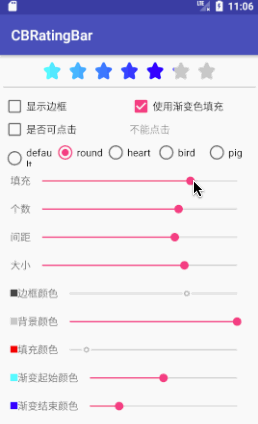 11:06
CBRatingBar
显示边框 使用渐变色填充
是否可点击 不能点击
defau
lt round heart bird pig
填充
个数
间距
大小
边框颜色
背景颜色
填充颜色
渐变起始颜色
渐变结束颜色